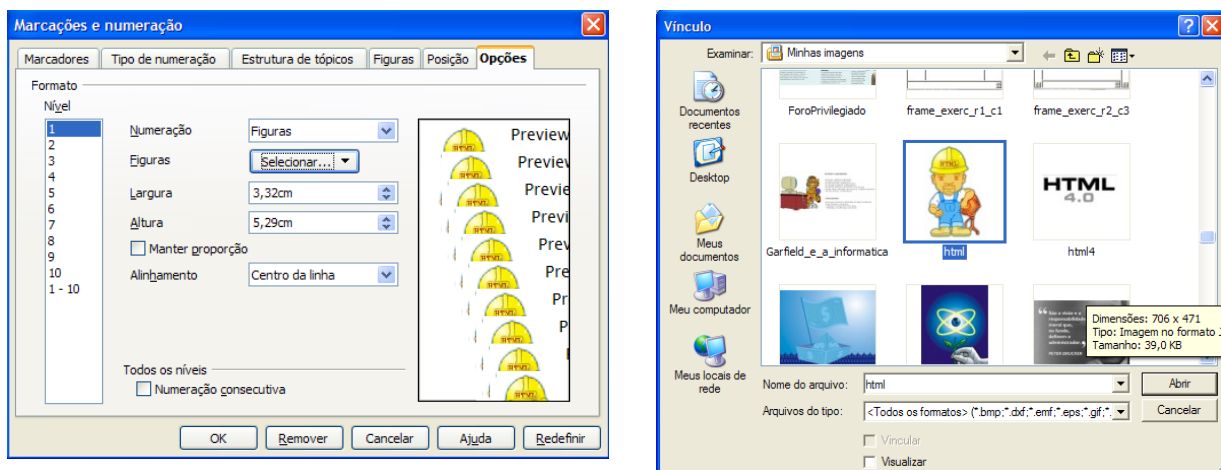 Marcações e numeração
Marcadores Tipo de numeração Estrutura de tópicos Figuras Posição Opções
Formato
Nível
1
2
3
4
5
6
7
8
9
10
1 - 10
Numeração Figuras
Figuras Selecionar...
Largura 3,32cm
Altura 5,29cm
Manter proporção
Alinhamento Centro da linha
Preview
Preview
Previe
Previ
Prev
Pre
Pr
P
Todos os níveis
Numeração consecutiva
OK Remover Cancelar Ajuda Redefinir
Vínculo
Examinar: Minhas imagens
Documentos
recentes
Desktop
Meus
documentos
Meu computador
Meus locais de
rede
ForoPrivilegiado frame_exerc_r1_c1 frame_exerc_r2_c3
HTML
HTML
4.0
Garfield_e_a_informatica html html4
Dimensões: 706 x 471
Tipo: Imagem no formato
Tamanho: 39,0 KB
Nome do arquivo: html Abrir
Arquivos do tipo: <Todos os formatos> (*.bmp;*.dxf;*.emf;*.eps;*.gif;*. Cancelar
Vincular
Visualizar